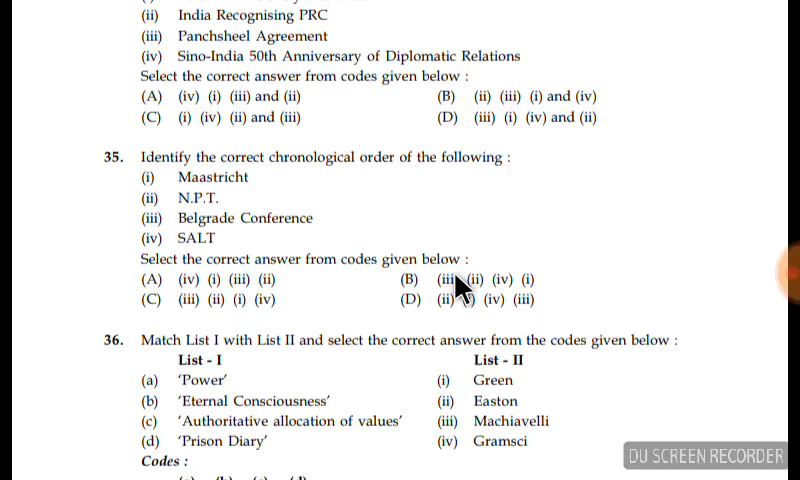 (ii) India Recognising PRC
(iii) Panchsheel Agreement
(iv) Sino-India 50th Anniversary of Diplomatic Relations
Select the correct answer from codes given below :
(A) (iv) (i) (iii) and (ii) (B) (ii) (iii) (i) and (iv)
(C) (i) (iv) (ii) and (iii) (D) (iii) (i) (iv) and (ii)
35. Identify the correct chronological order of the following :
(i) Maastricht
(ii) N.P.T.
(iii) Belgrade Conference
(iv) SALT
Select the correct answer from codes given below :
(A) (iv) (i) (iii) (ii) (B) (iii) (ii) (iv) (i)
(C) (iii) (ii) (i) (iv) (D) (ii) (iv) (iii)
36. Match List I with List II and select the correct answer from the codes given below :
List - I List - II
(a) 'Power' (i) Green
(b) 'Eternal Consciousness' (ii) Easton
(c) 'Authoritative allocation of values' (iii) Machiavelli
(d) 'Prison Diary' (iv) Gramsci
Codes :
DU SCREEN RECORDER